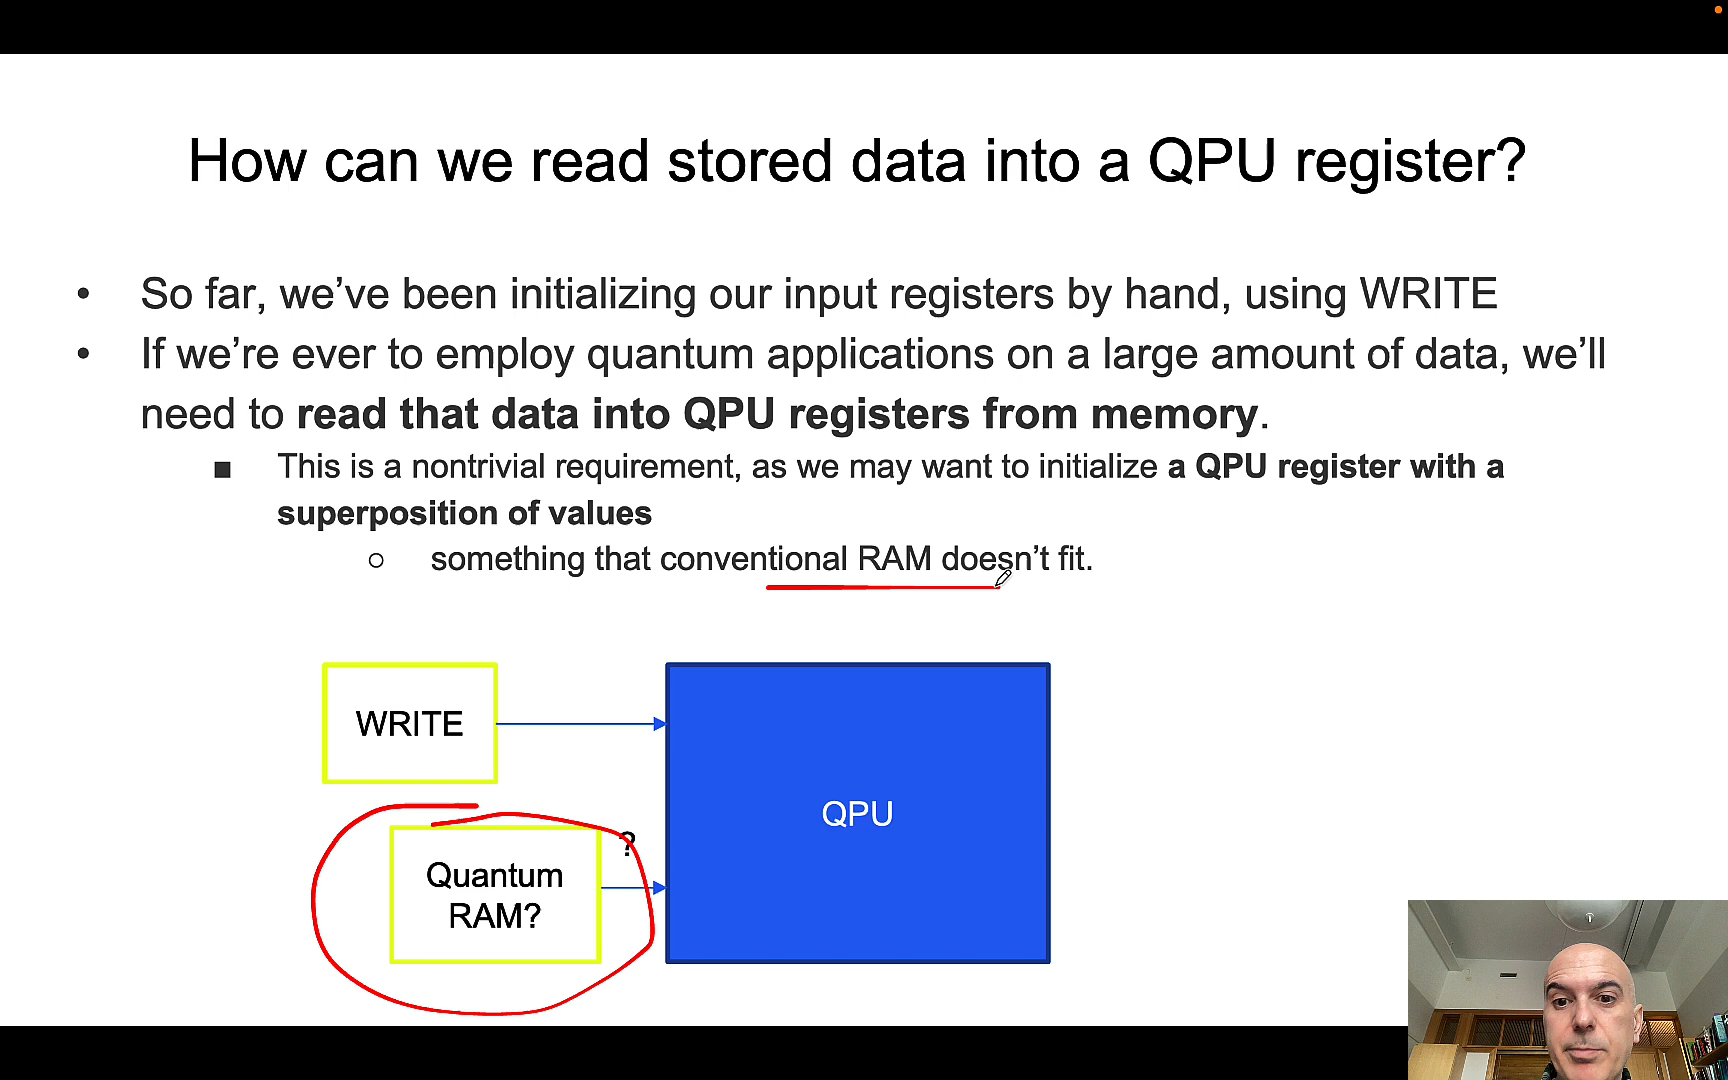 How can we read stored data into a QPU register?
• So far, we’ve been initializing our input registers by hand, using WRITE
• If we’re ever to employ quantum applications on a large amount of data, we’ll
need to read that data into QPU registers from memory.
■ This is a nontrivial requirement, as we may want to initialize a QPU register with a
superposition of values
○ something that conventional RAM doesn’t fit.
WRITE
QPU
?
Quantum
RAM?